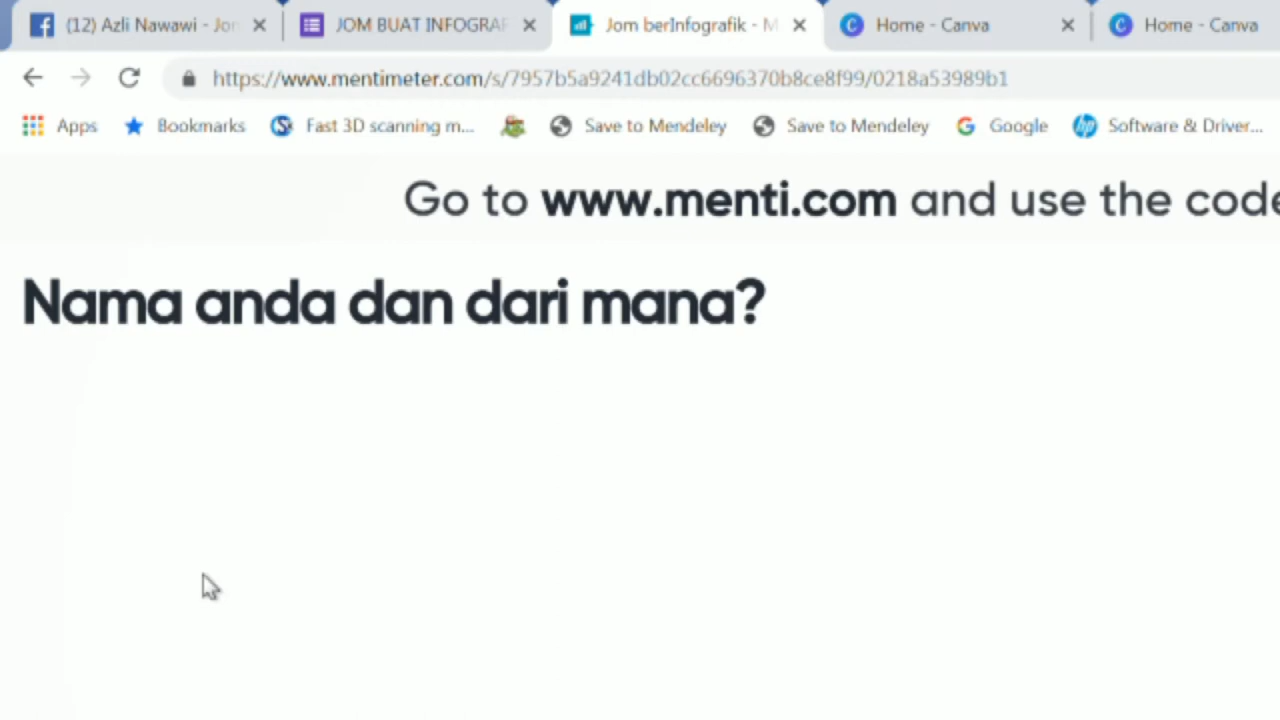 (12) Azli Nawawi - Jon
JOM BUAT INFOGRAF
Jom berInfografik - M
Home - Canva
Home - Canva
https://www.mentimeter.com/s/7957b5a9241db02cc6696370b8ce8f99/0218a53989b1
Apps
Bookmarks
Fast 3D scanning m...
Save to Mendeley
Save to Mendeley
Google
Software & Driver...
Go to www.menti.com and use the code
Nama anda dan dari mana?